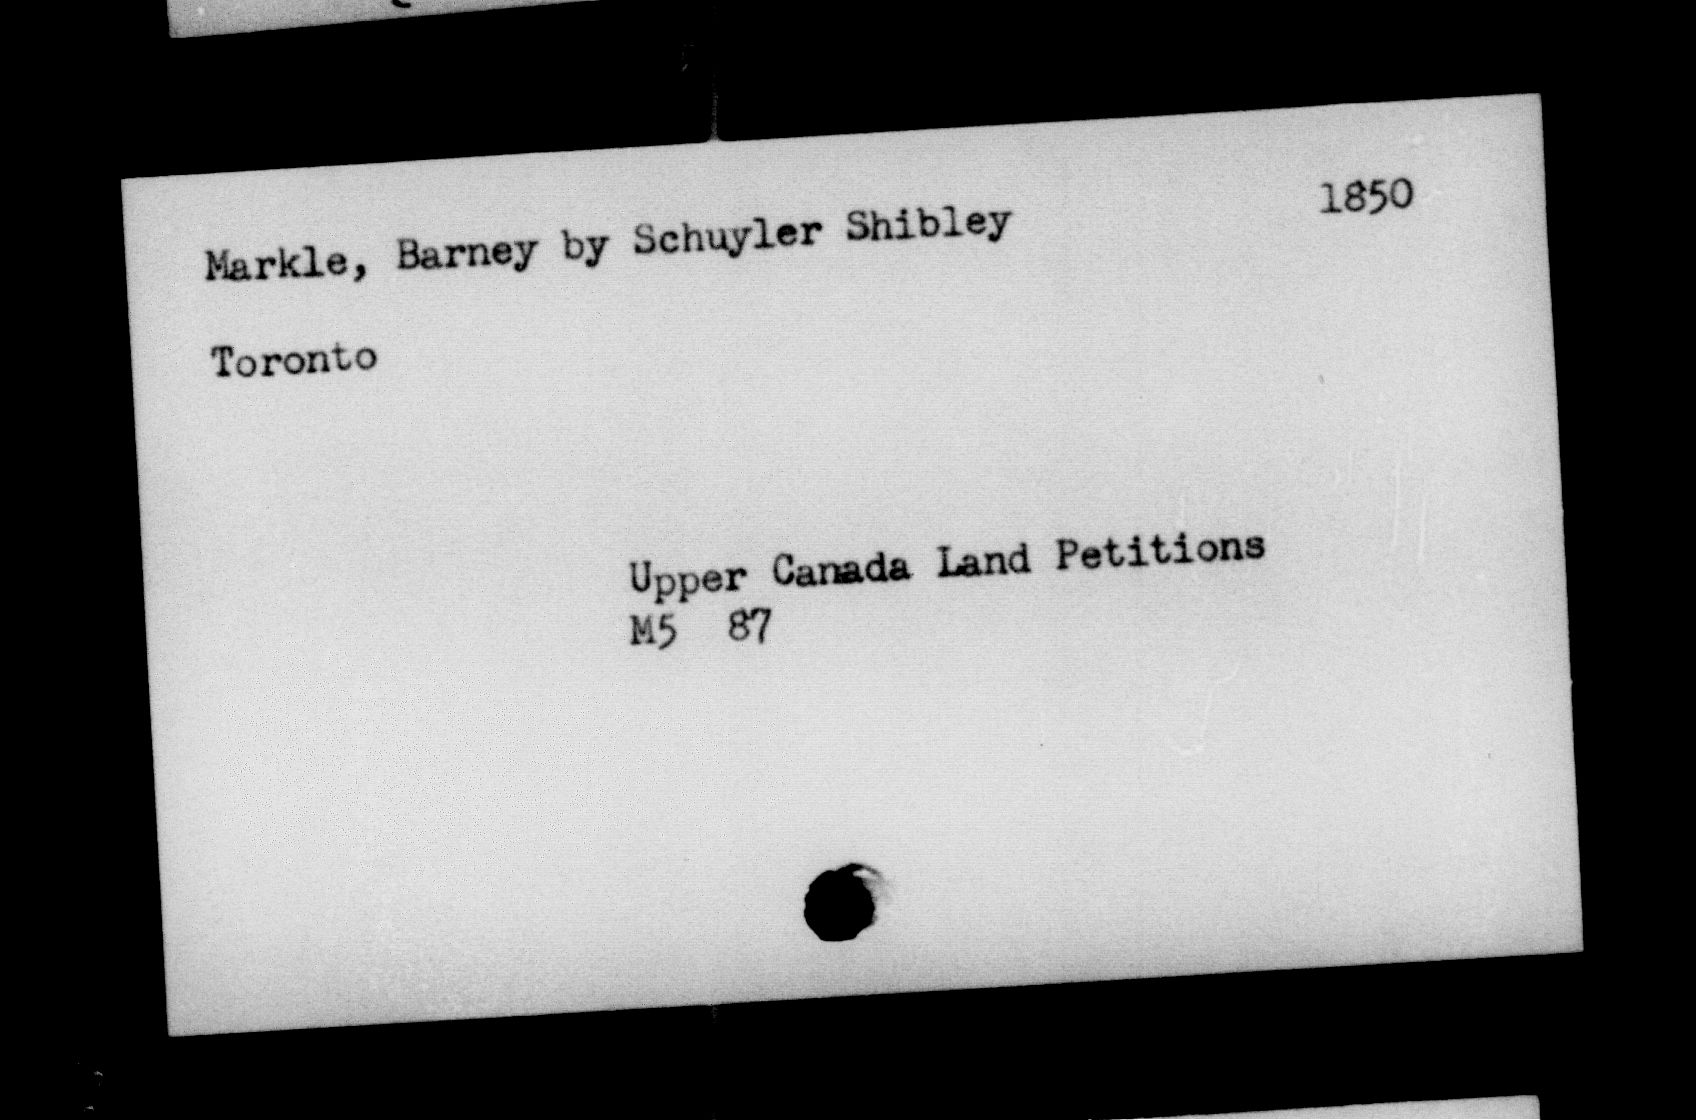 Markle, Barney by Schuyler Shibley 1850
Toronto
Upper Canada Land Petitions
M5 87